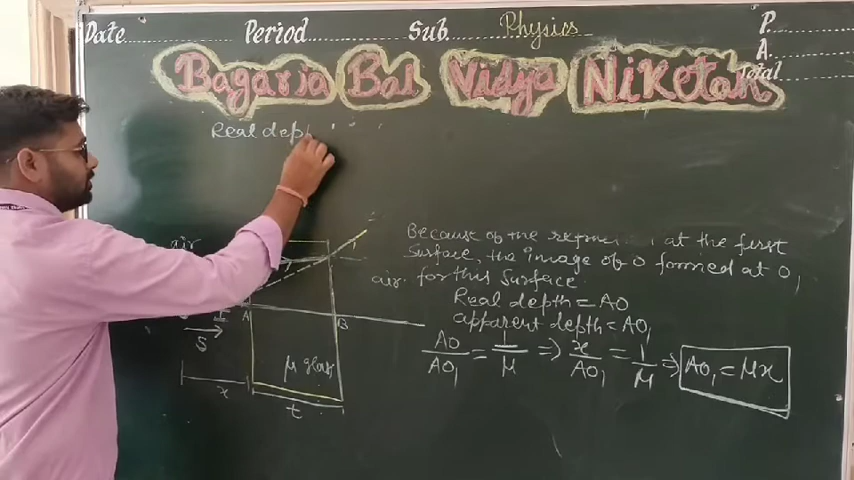 Date Period Sub. Physics P
A
Total
Bagaria Bal Vidya Niketan
Real dep
air
Because of the at the first
surface, the image of O formed at O1
air for this surface.
Real depth = AO
apparent depth = AO1
AO/AO1 = 1/μ ⇒ x/AO1 = 1/μ ⇒ AO1 = μx
A B
S
μ glass
x
t